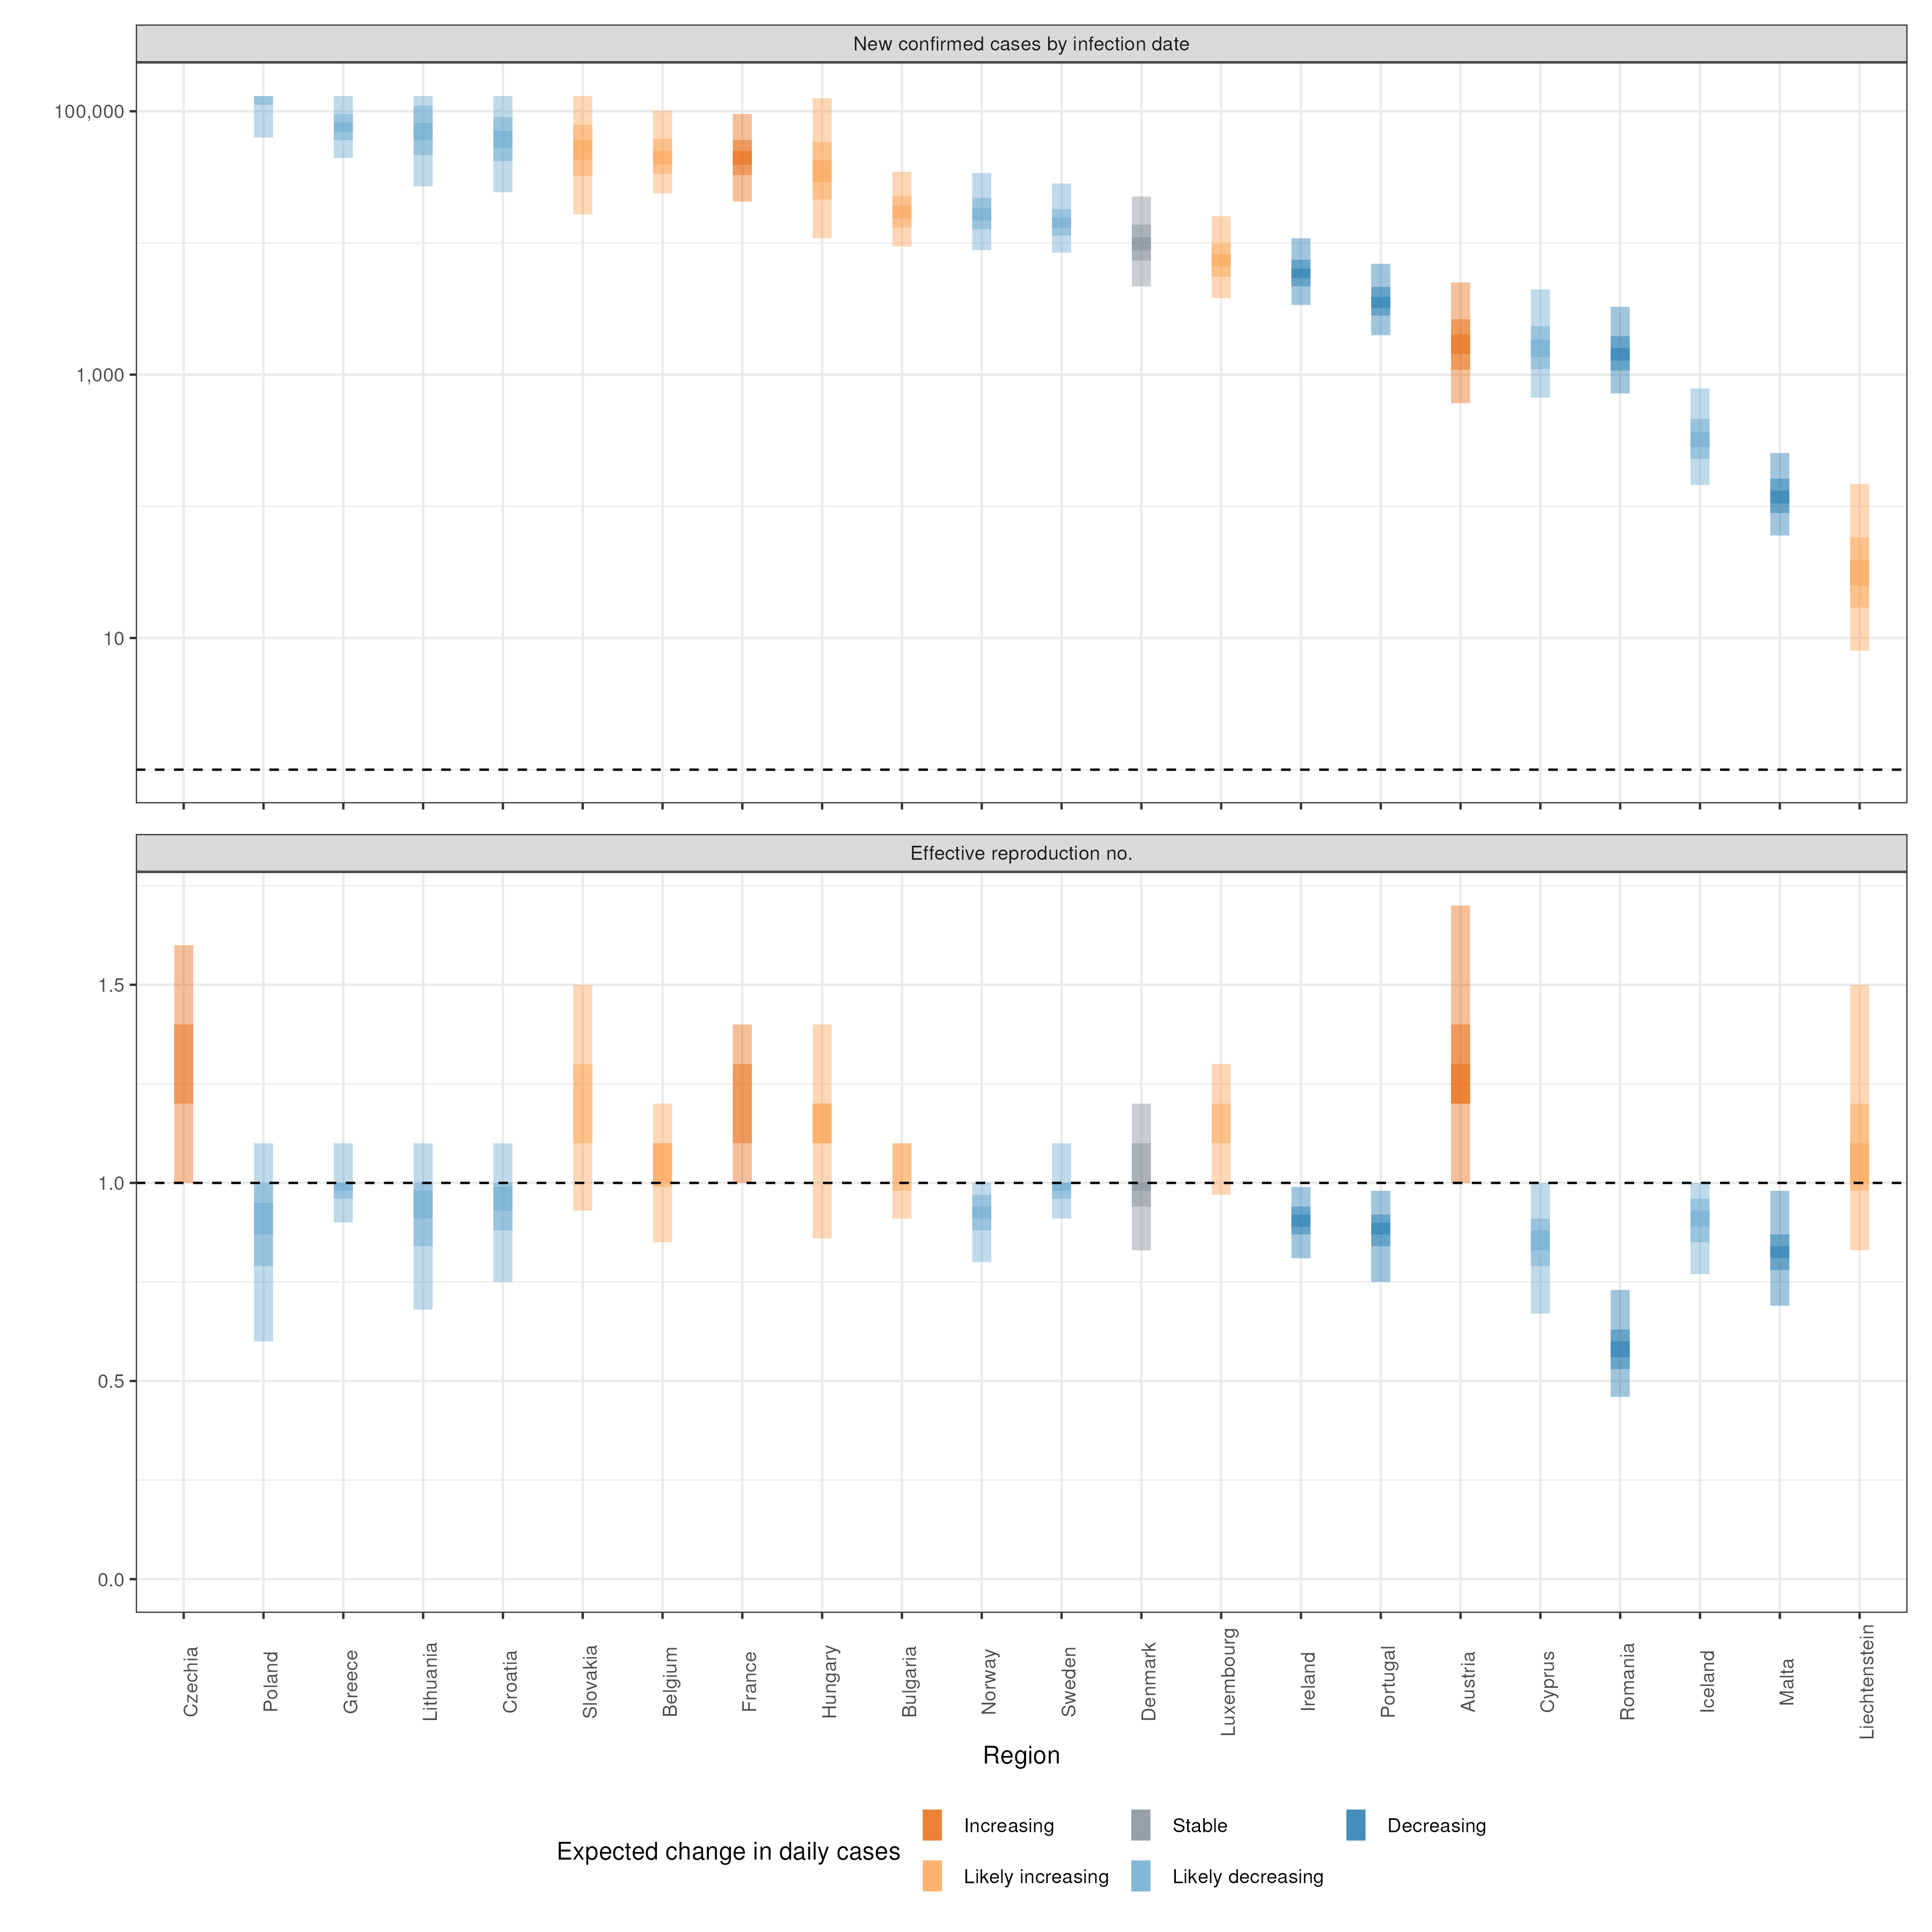 New confirmed cases by infection date
100,000
1,000
10
Effective reproduction no.
1.5
1.0
0.5
0.0
Czechia
Poland
Greece
Lithuania
Croatia
Slovakia
Belgium
France
Hungary
Bulgaria
Norway
Sweden
Denmark
Luxembourg
Ireland
Portugal
Austria
Cyprus
Romania
Iceland
Malta
Liechtenstein
Region
Expected change in daily cases
Increasing
Stable
Decreasing
Likely increasing
Likely decreasing